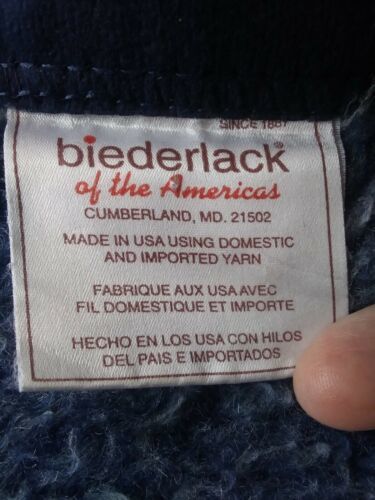 SINCE 1887
biederlack®
of the Americas
CUMBERLAND, MD. 21502
MADE IN USA USING DOMESTIC
AND IMPORTED YARN
FABRIQUE AUX USA AVEC
FIL DOMESTIQUE ET IMPORTE
HECHO EN LOS USA CON HILOS
DEL PAIS E IMPORTADOS